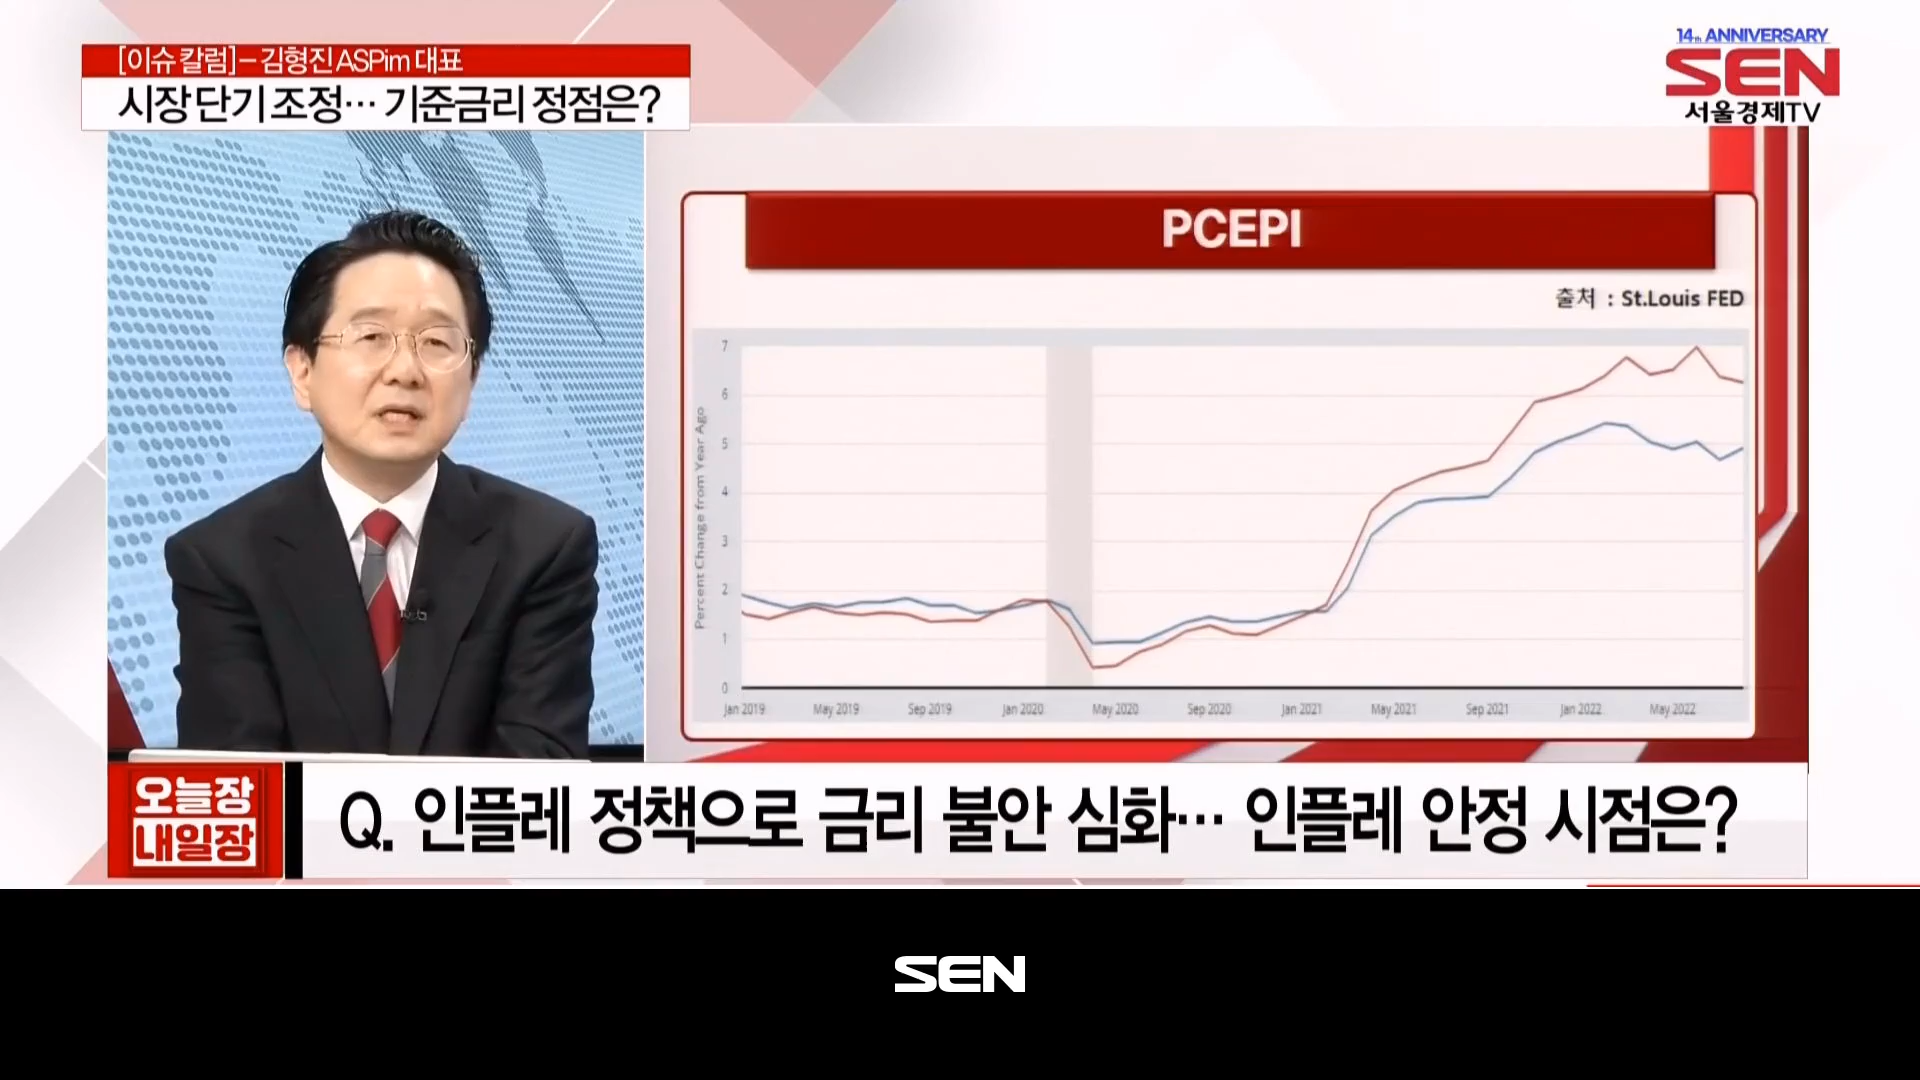 [이슈 칼럼] - 김형진 ASPim 대표
시장 단기 조정… 기준금리 정점은?
14th ANNIVERSARY
SEN
서울경제TV
PCEPI
출처 : St.Louis FED
Percent Change from Year Ago
7
6
5
4
3
2
1
0
Jan 2019 May 2019 Sep 2019 Jan 2020 May 2020 Sep 2020 Jan 2021 May 2021 Sep 2021 Jan 2022 May 2022
오늘장
내일장
Q. 인플레 정책으로 금리 불안 심화… 인플레 안정 시점은?
SEN